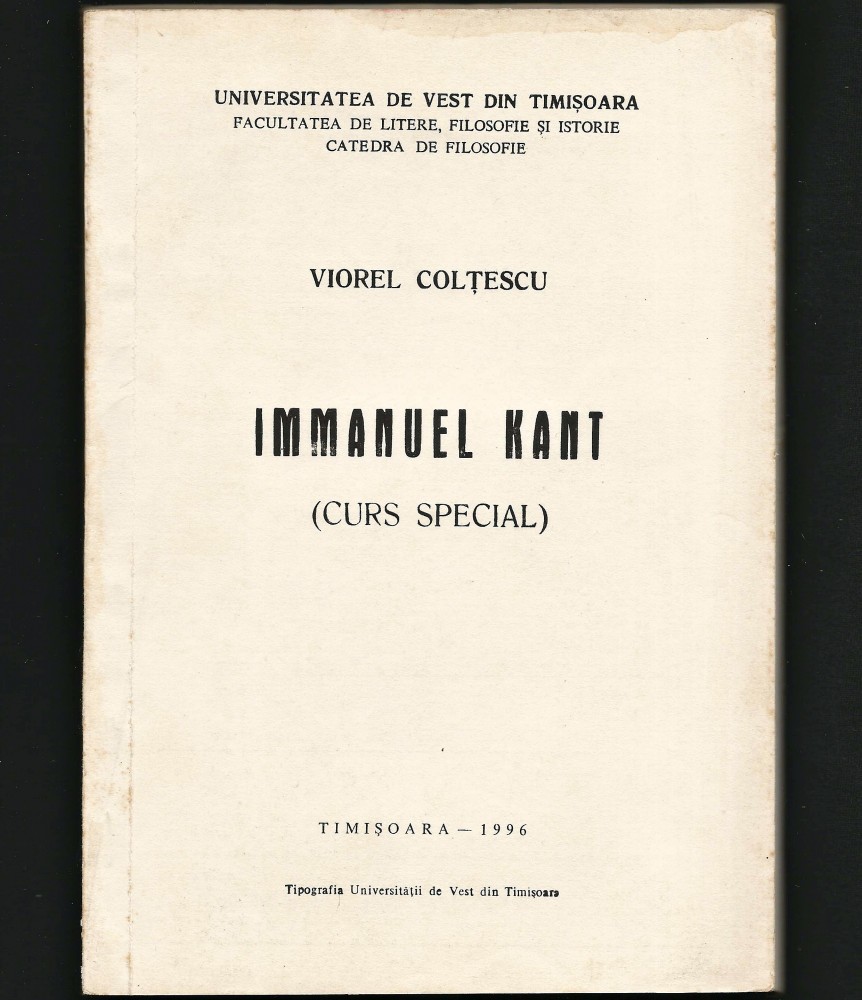 UNIVERSITATEA DE VEST DIN TIMIȘOARA
FACULTATEA DE LITERE, FILOSOFIE ȘI ISTORIE
CATEDRA DE FILOSOFIE
VIOREL COLȚESCU
IMMANUEL KANT
(CURS SPECIAL)
TIMIȘOARA — 1996
Tipografia Universității de Vest din Timișoara